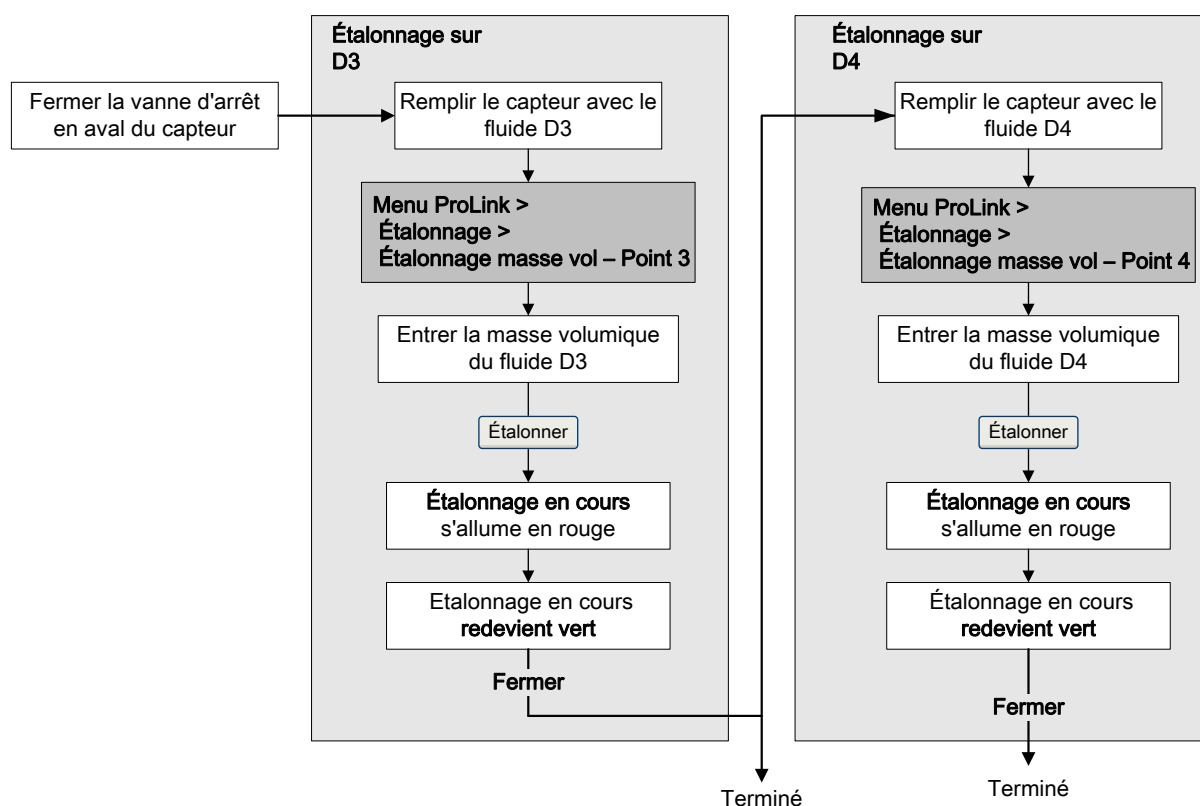 Fermer la vanne d'arrêt
en aval du capteur
Étalonnage sur
D3
Remplir le capteur avec le
fluide D3
Menu ProLink >
Étalonnage >
Étalonnage masse vol – Point 3
Entrer la masse volumique
du fluide D3
Étalonner
Étalonnage en cours
s'allume en rouge
Etalonnage en cours
redevient vert
Fermer
Terminé
Étalonnage sur
D4
Remplir le capteur avec le
fluide D4
Menu ProLink >
Étalonnage >
Étalonnage masse vol – Point 4
Entrer la masse volumique
du fluide D4
Étalonner
Étalonnage en cours
s'allume en rouge
Étalonnage en cours
redevient vert
Fermer
Terminé